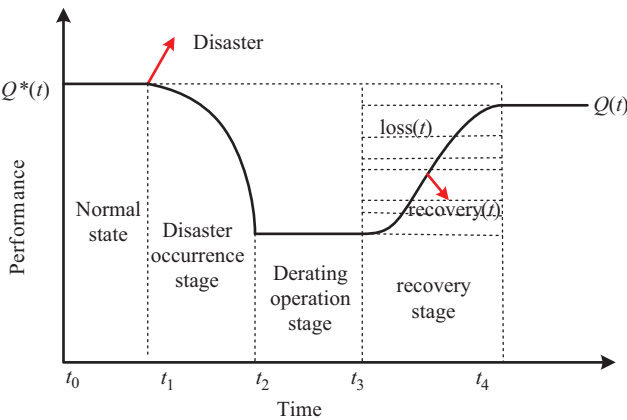 Disaster
Q*(t)
Q(t)
loss(t)
recovery(t)
Normal
state
Disaster
occurrence
stage
Derating
operation
stage
recovery
stage
Performance
t0
t1
t2
t3
t4
Time